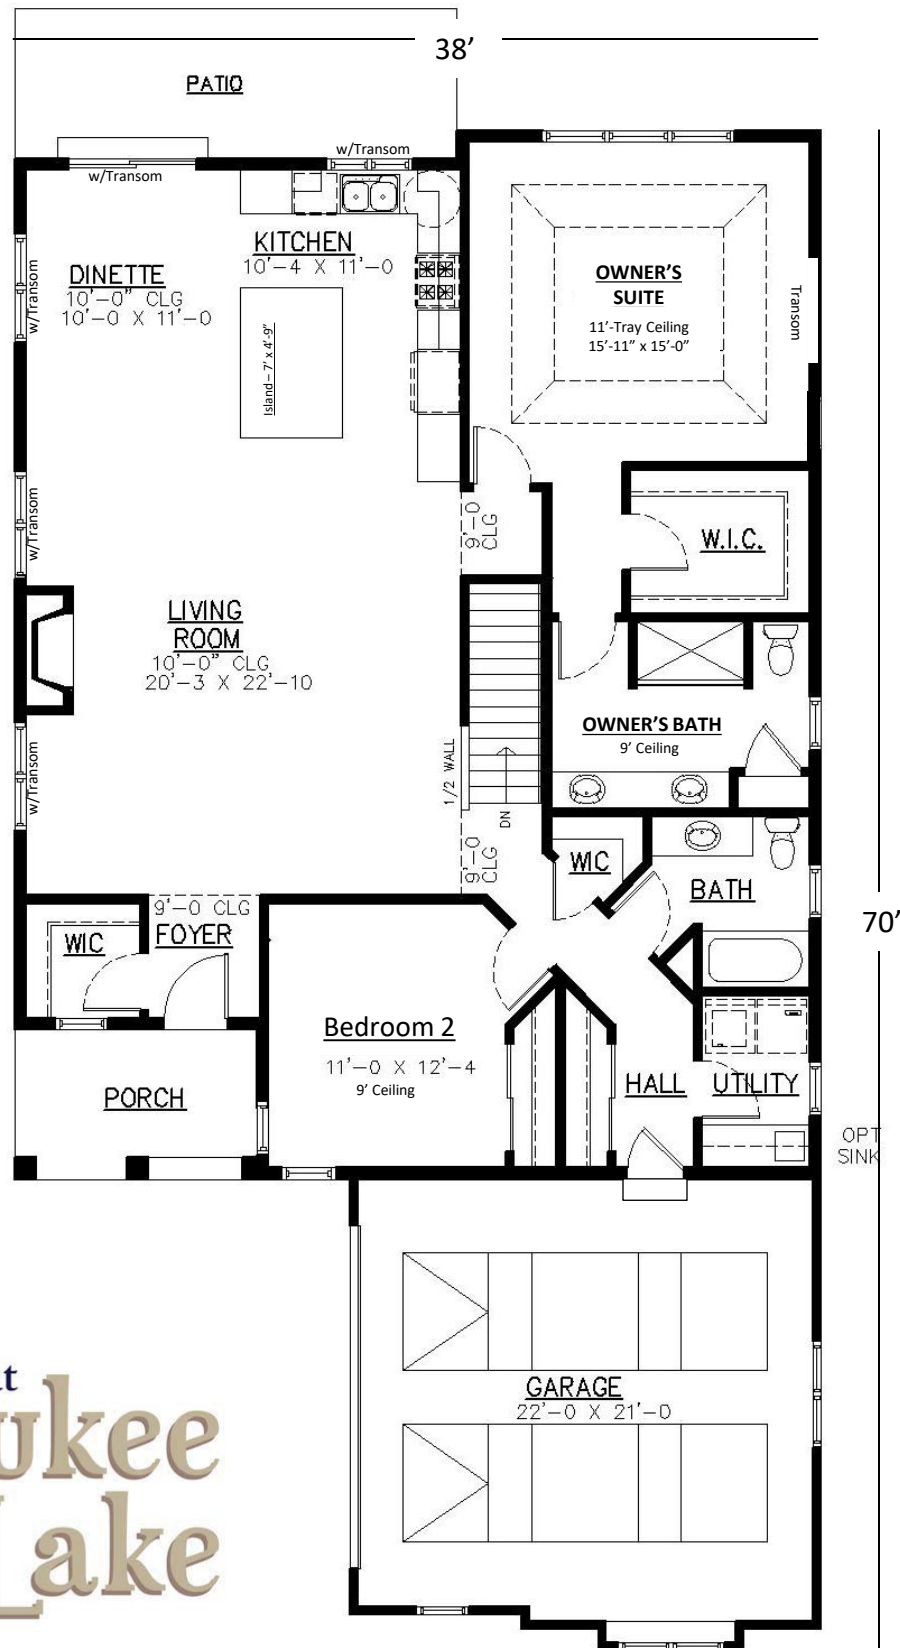 38’
PATIO
w/Transom
w/Transom
KITCHEN
10'-4 X 11'-0
DINETTE
10'-0" CLG
10'-0 X 11'-0
w/Transom
Island – 7' x 4'-9"
OWNER'S
SUITE
11'-Tray Ceiling
15'-11" x 15'-0"
Transom
w/Transom
9'-0
CLG
W.I.C.
LIVING
ROOM
10'-0" CLG
20'-3 X 22'-10
OWNER'S BATH
9' Ceiling
w/Transom
1/2 WALL
DN
9'-0
CLG
WIC
BATH
70’
9'-0 CLG
FOYER
WIC
Bedroom 2
11'-0 X 12'-4
9' Ceiling
PORCH
HALL
UTILITY
OPT
SINK
GARAGE
22'-0 X 21'-0
ukee
Lake